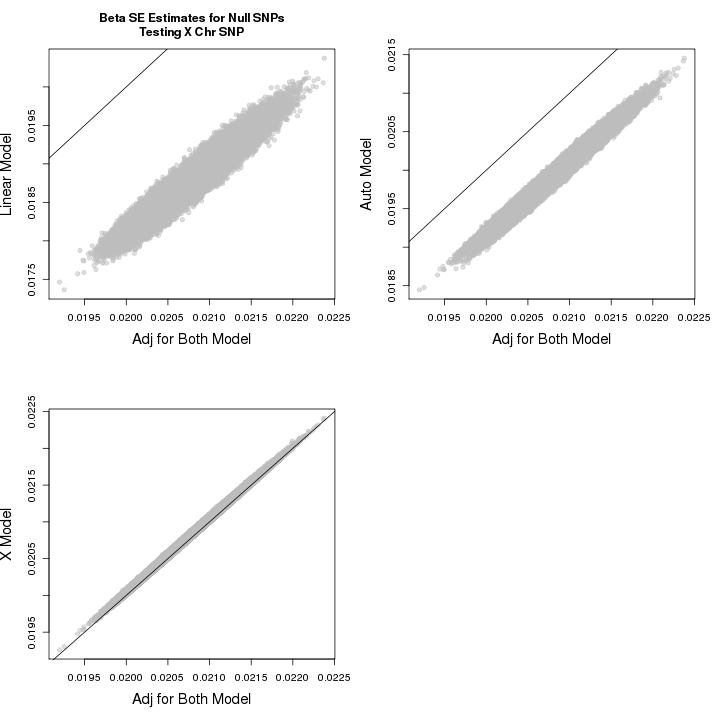 Beta SE Estimates for Null SNPs
Testing X Chr SNP
Linear Model
0.0175 0.0185 0.0195
0.0195 0.0200 0.0205 0.0210 0.0215 0.0220 0.0225
Adj for Both Model
Auto Model
0.0185 0.0195 0.0205 0.0215
0.0195 0.0200 0.0205 0.0210 0.0215 0.0220 0.0225
Adj for Both Model
X Model
0.0195 0.0205 0.0215 0.0225
0.0195 0.0200 0.0205 0.0210 0.0215 0.0220 0.0225
Adj for Both Model